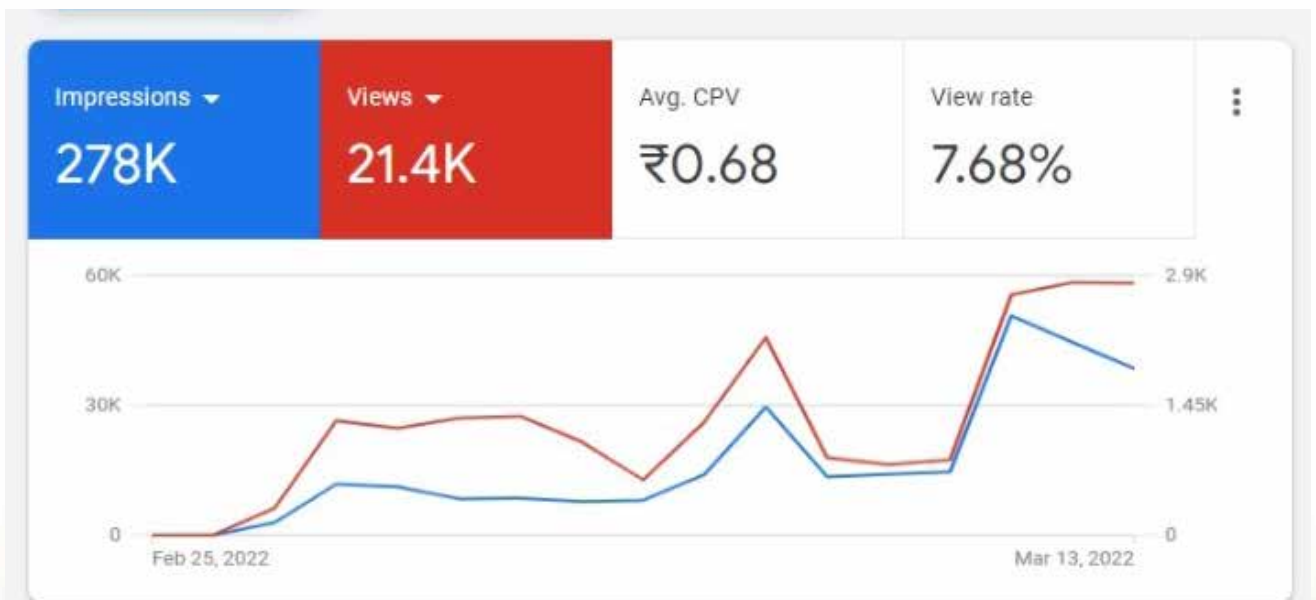 Impressions Views Avg. CPV View rate
278K 21.4K ₹0.68 7.68%
60K 2.9K
30K 1.45K
0 0
Feb 25, 2022 Mar 13, 2022